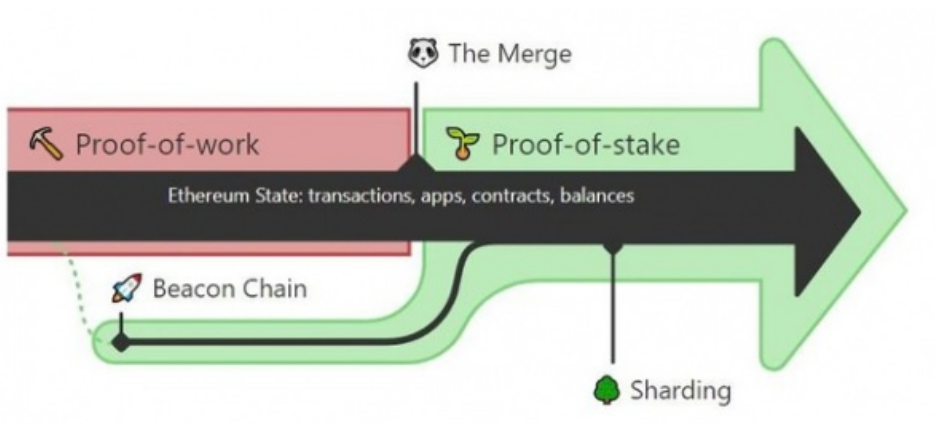 The Merge
Proof-of-work
Proof-of-stake
Ethereum State: transactions, apps, contracts, balances
Beacon Chain
Sharding